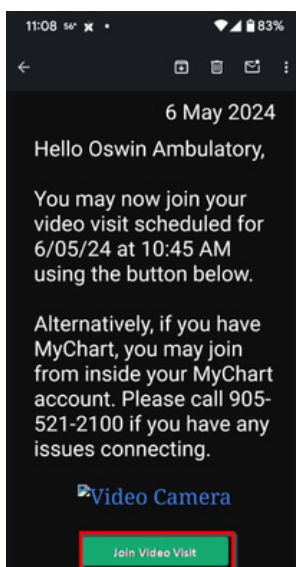 11:08 56°
83%
6 May 2024
Hello Oswin Ambulatory,
You may now join your
video visit scheduled for
6/05/24 at 10:45 AM
using the button below.
Alternatively, if you have
MyChart, you may join
from inside your MyChart
account. Please call 905-
521-2100 if you have any
issues connecting.
Video Camera
Join Video Visit